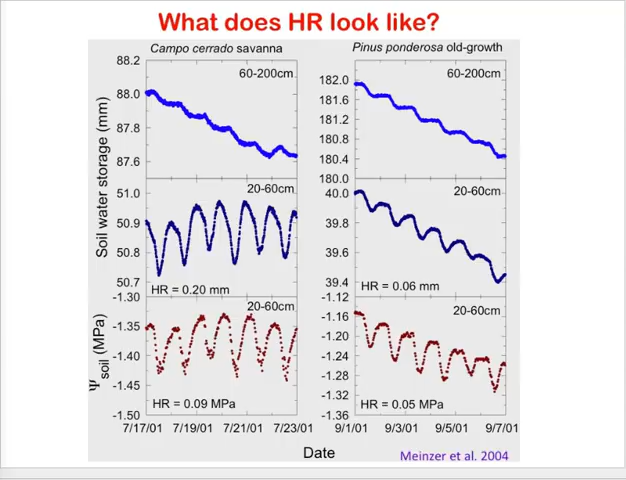 What does HR look like?
Campo cerrado savanna
Pinus ponderosa old-growth
88.2
88.0
87.8
87.6
60-200cm
182.0
181.6
181.2
180.8
180.4
180.0
60-200cm
Soil water storage (mm)
51.0
50.9
50.8
50.7
20-60cm
HR = 0.20 mm
40.0
39.8
39.6
39.4
20-60cm
HR = 0.06 mm
Ψsoil (MPa)
-1.30
-1.35
-1.40
-1.45
-1.50
20-60cm
HR = 0.09 MPa
-1.12
-1.16
-1.20
-1.24
-1.28
-1.32
-1.36
20-60cm
HR = 0.05 MPa
7/17/01 7/19/01 7/21/01 7/23/01
9/1/01 9/3/01 9/5/01 9/7/01
Date
Meinzer et al. 2004